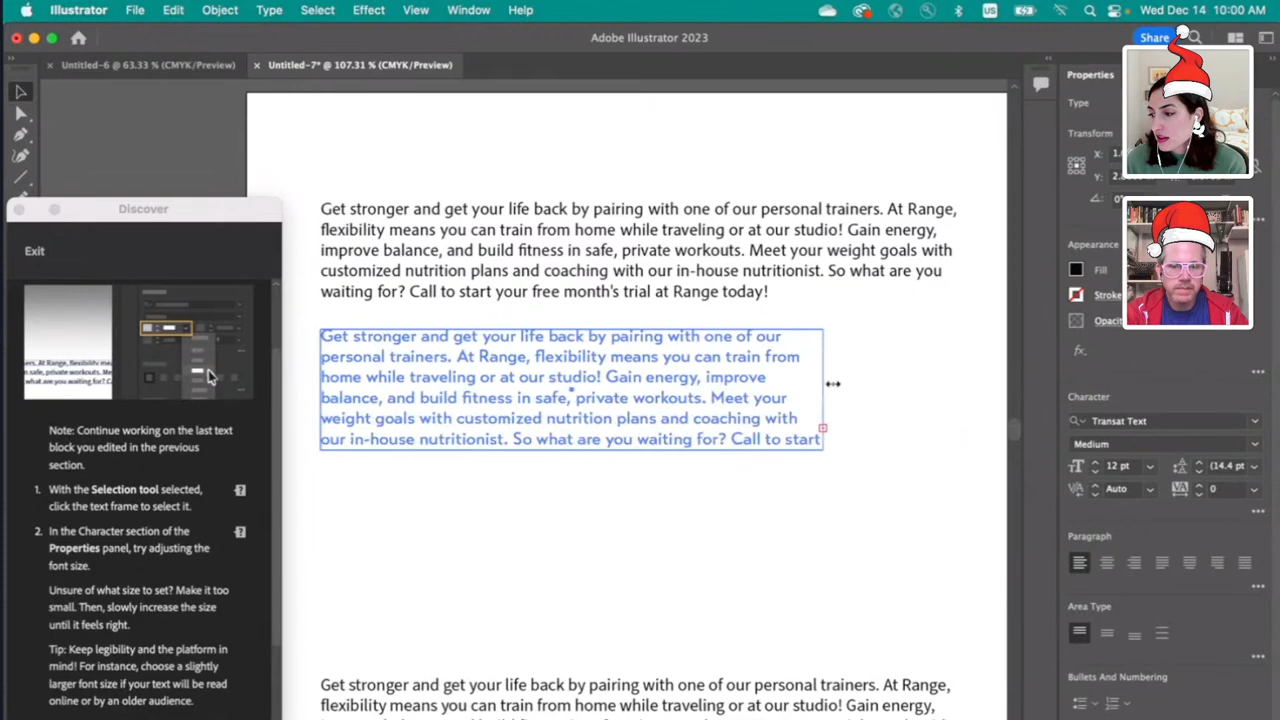 Illustrator File Edit Object Type Select Effect View Window Help US Wed Dec 14 10:00 AM
Adobe Illustrator 2023
Share
Untitled-6 @ 63.33 % (CMYK/Preview)
Untitled-7* @ 107.31 % (CMYK/Preview)
Discover
Exit
Note: Continue working on the last text
block you edited in the previous
section.
1. With the Selection tool selected,
click the text frame to select it.
2. In the Character section of the
Properties panel, try adjusting the
font size.
Unsure of what size to set? Make it too
small. Then, slowly increase the size
until it feels right.
Tip: Keep legibility and the platform in
mind! For instance, choose a slightly
larger font size if your text will be read
online or by an older audience.
Get stronger and get your life back by pairing with one of our personal trainers. At Range,
flexibility means you can train from home while traveling or at our studio! Gain energy,
improve balance, and build fitness in safe, private workouts. Meet your weight goals with
customized nutrition plans and coaching with our in-house nutritionist. So what are you
waiting for? Call to start your free month's trial at Range today!
Get stronger and get your life back by pairing with one of our
personal trainers. At Range, flexibility means you can train from
home while traveling or at our studio! Gain energy, improve
balance, and build fitness in safe, private workouts. Meet your
weight goals with customized nutrition plans and coaching with
our in-house nutritionist. So what are you waiting for? Call to start
Get stronger and get your life back by pairing with one of our personal trainers. At Range,
flexibility means you can train from home while traveling or at our studio! Gain energy,
Properties
Type
Transform
X:
Y:
Appearance
Fill
Stroke
Opacit
fx.
Character
Transat Text
Medium
12 pt
(14.4 pt
Auto
0
Paragraph
Area Type
Bullets And Numbering